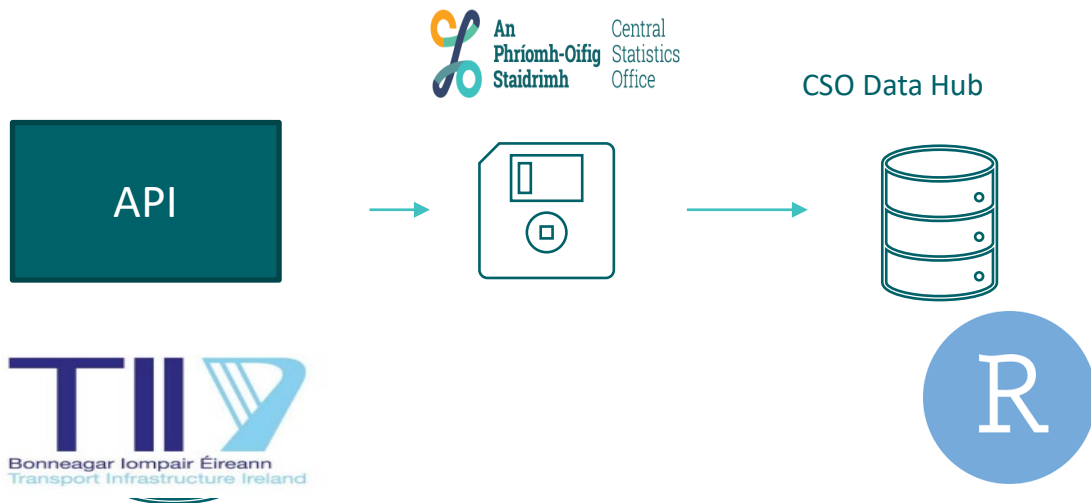 An
Phríomh-Oifig
Staidrimh
Central
Statistics
Office
CSO Data Hub
API
TII
Bonneagar Iompair Éireann
Transport Infrastructure Ireland
R